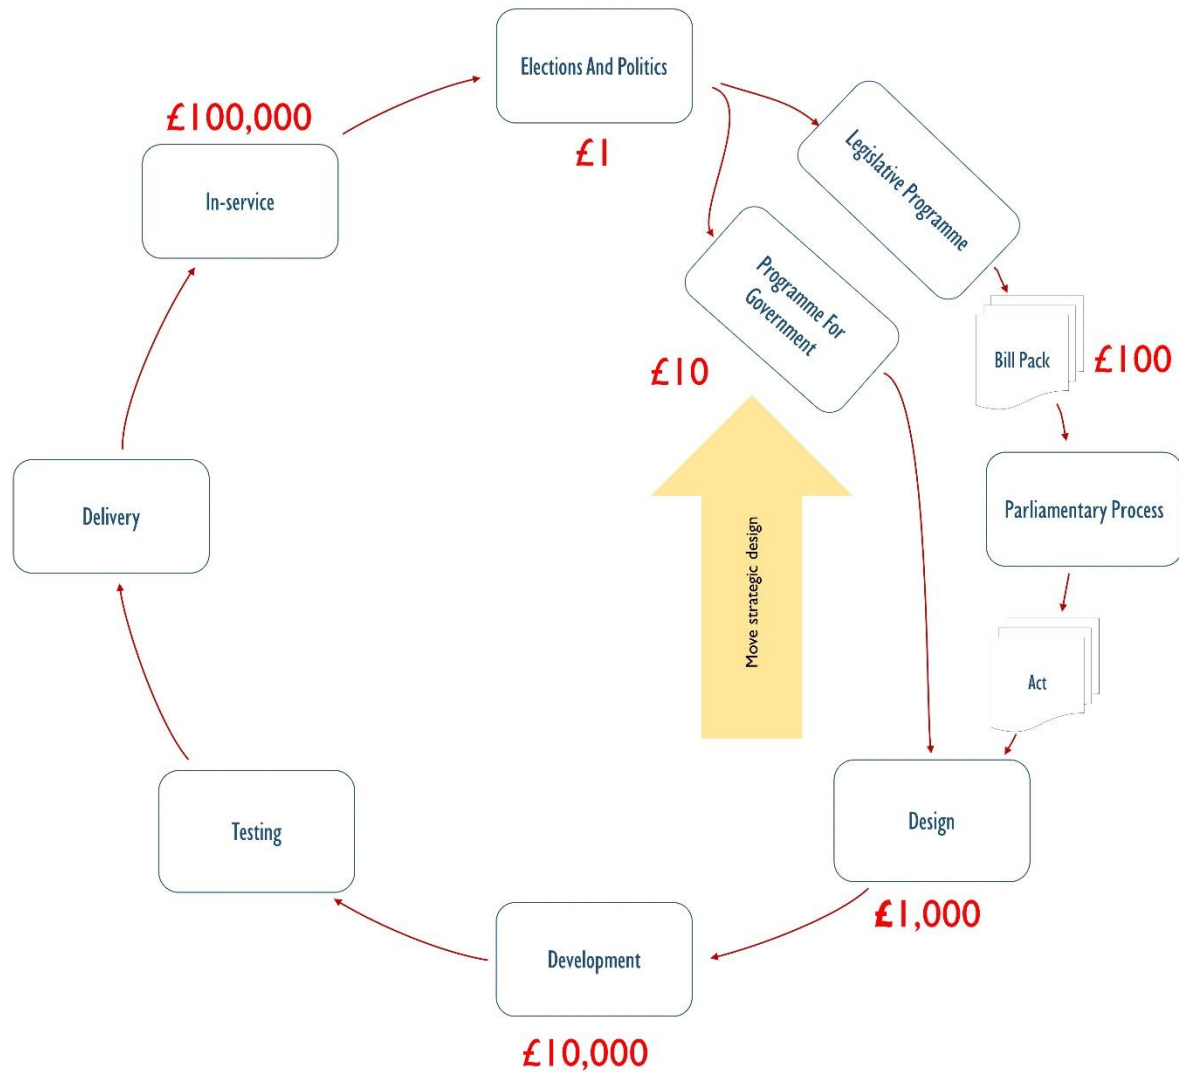 Elections And Politics
£1
£100,000
In-service
Legislative Programme
Programme For
Government
£10
Bill Pack
£100
Delivery
Parliamentary Process
Move strategic design
Act
Testing
Design
£1,000
Development
£10,000